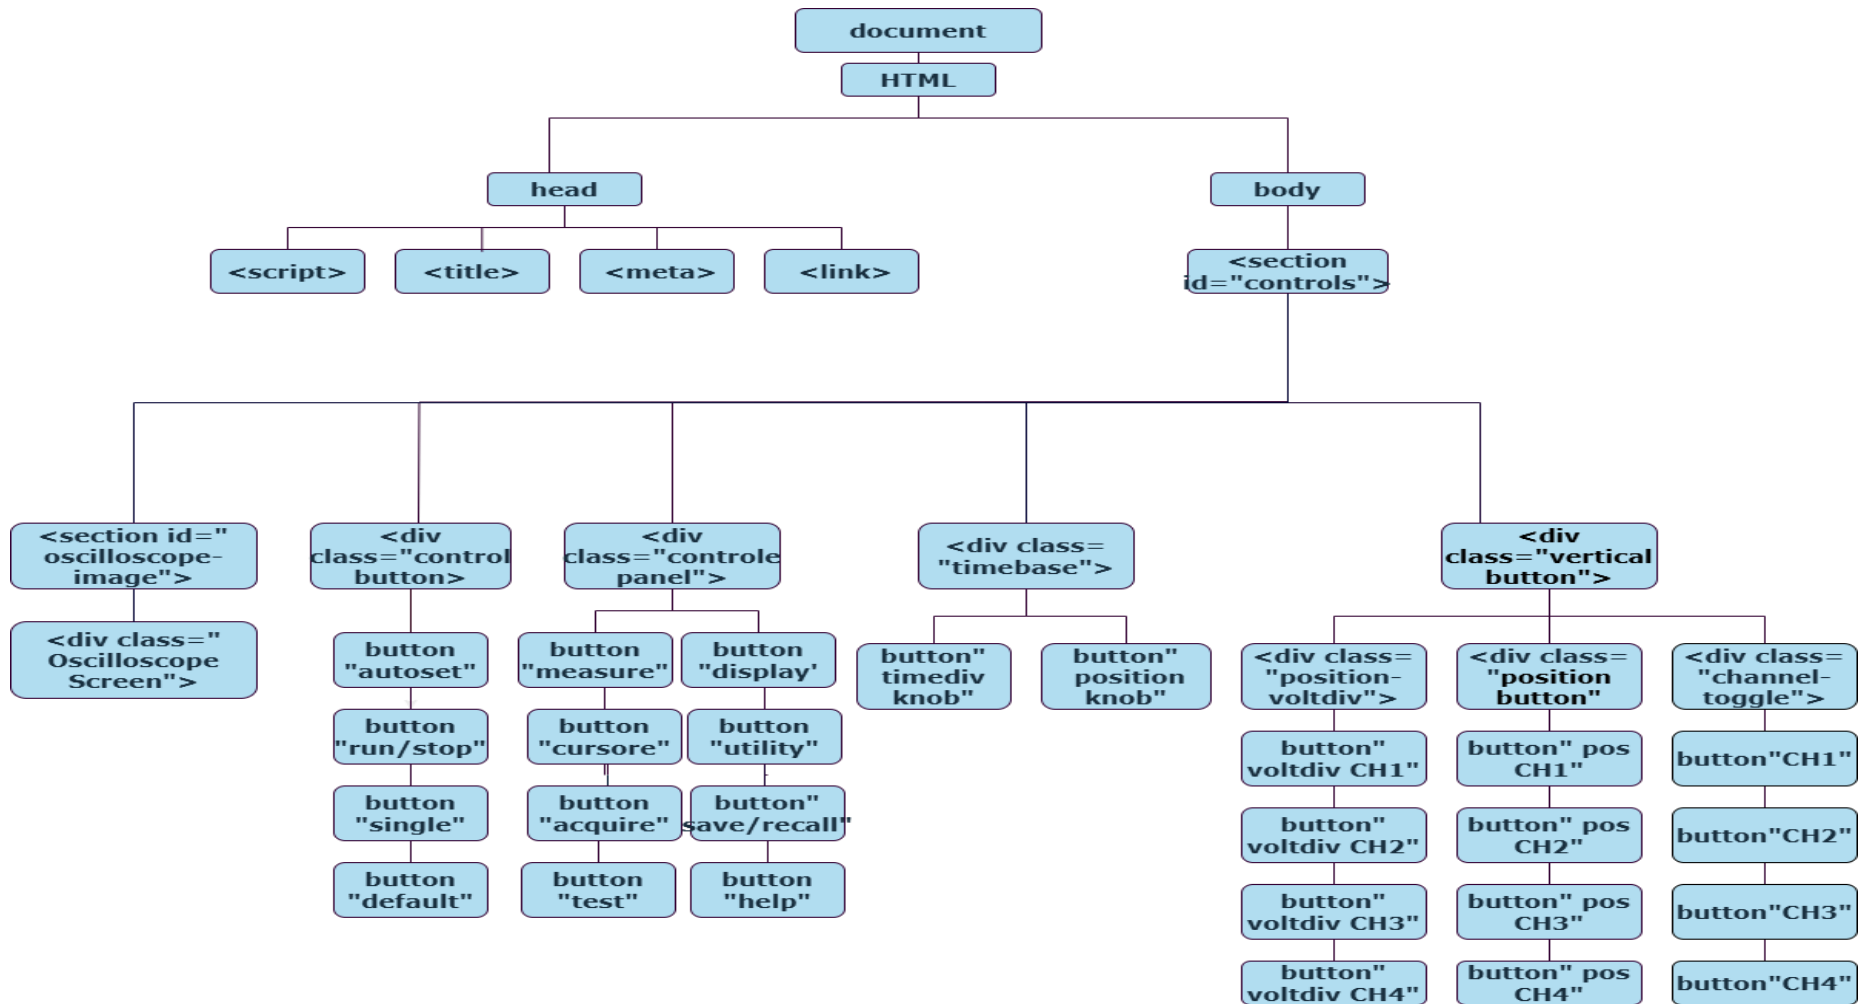 document
HTML
head
body
<script>
<title>
<meta>
<link>
<section
id="controls">
<section id="
oscilloscope-
image">
<div
class="control
button>
<div
class="controle
panel">
<div class=
"timebase">
<div
class="vertical
button">
<div class="
Oscilloscope
Screen">
button
"autoset"
button
"measure"
button
"display'
button"
timediv
knob"
button"
position
knob"
<div class=
"position-
voltdiv">
<div class=
"position
button"
<div class=
"channel-
toggle">
button
"run/stop"
button
"cursore"
button
"utility"
button"
voltdiv CH1"
button" pos
CH1"
button"CH1"
button
"single"
button
"acquire"
button"
save/recall"
button"
voltdiv CH2"
button" pos
CH2"
button"CH2"
button
"default"
button
"test"
button
"help"
button"
voltdiv CH3"
button" pos
CH3"
button"CH3"
button"
voltdiv CH4"
button" pos
CH4"
button"CH4"